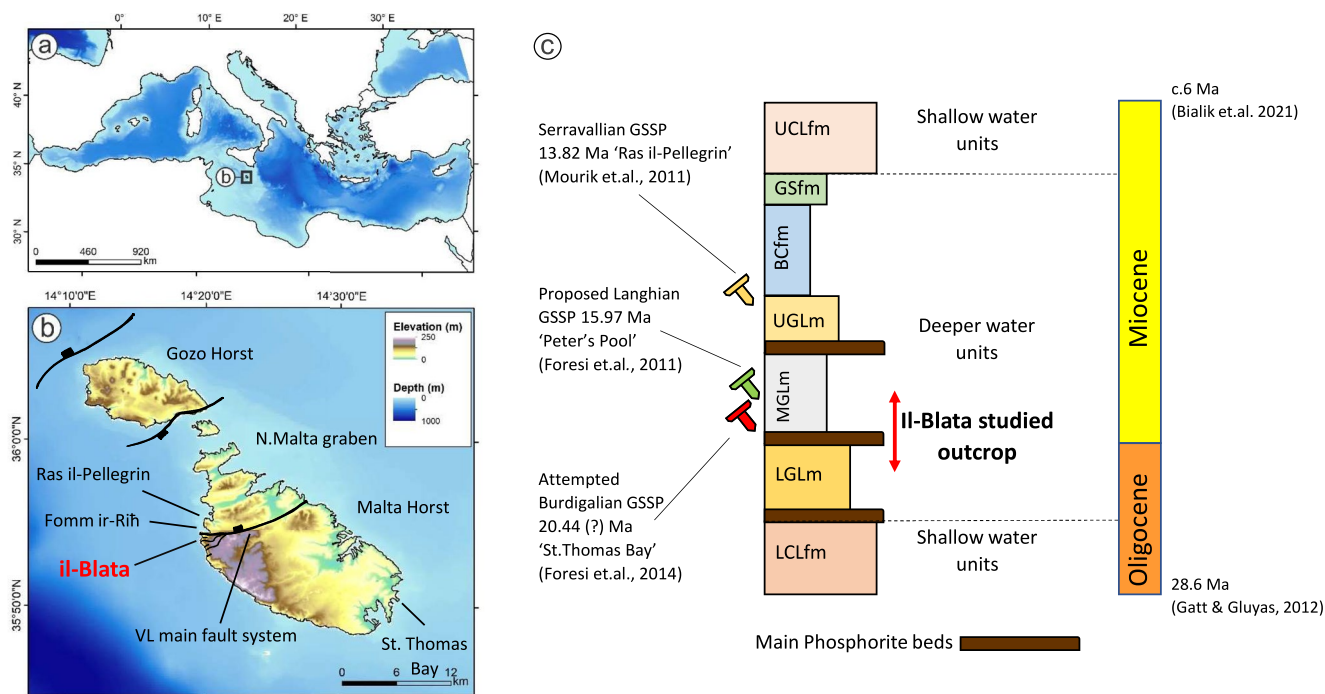 a
0°
10° E
20° E
30° E
40° N
35° N
30° N
b
0
460
920
km
14°10'0"E
14°20'0"E
14°30'0"E
b
Gozo Horst
Elevation (m)
250
0
Depth (m)
0
1000
36°0'0"N
35°50'0"N
N.Malta graben
Ras il-Pellegrin
Malta Horst
Fomm ir-Riħ
il-Blata
VL main fault system
St. Thomas
Bay
0
6
12
km
c
Serravallian GSSP
13.82 Ma ‘Ras il-Pellegrin’
(Mourik et.al., 2011)
Proposed Langhian
GSSP 15.97 Ma
‘Peter’s Pool’
(Foresi et.al., 2011)
Attempted
Burdigalian GSSP
20.44 (?) Ma
‘St.Thomas Bay’
(Foresi et.al., 2014)
UCLfm
GSfm
BCfm
UGLm
MGLm
LGLm
LCLfm
Shallow water
units
Deeper water
units
Il-Blata studied
outcrop
Shallow water
units
Miocene
Oligocene
c.6 Ma
(Bialik et.al. 2021)
28.6 Ma
(Gatt & Gluyas, 2012)
Main Phosphorite beds